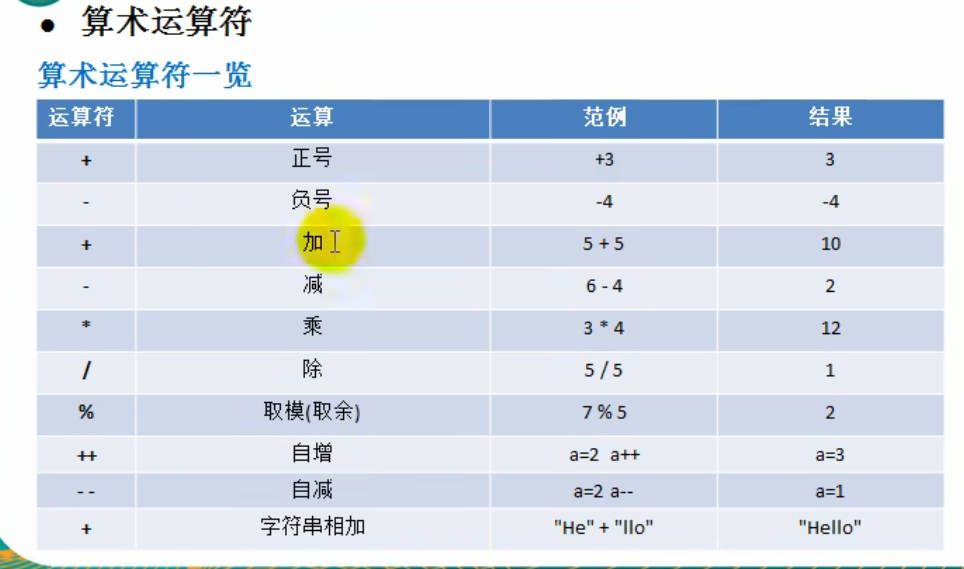 ● 算术运算符
算术运算符一览
运算符 运算 范例 结果
+ 正号 +3 3
- 负号 -4 -4
+ 加 5 + 5 10
- 减 6 - 4 2
* 乘 3 * 4 12
/ 除 5 / 5 1
% 取模(取余) 7 % 5 2
++ 自增 a=2 a++ a=3
-- 自减 a=2 a-- a=1
+ 字符串相加 "He" + "llo" "Hello"